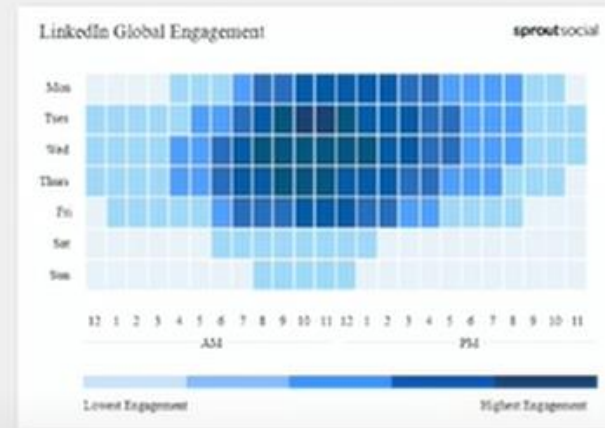 LinkedIn Global Engagement
sproutsocial
Mon
Tues
Wed
Thurs
Fri
Sat
Sun
12 1 2 3 4 5 6 7 8 9 10 11 12 1 2 3 4 5 6 7 8 9 10 11
AM PM
Lowest Engagement Highest Engagement